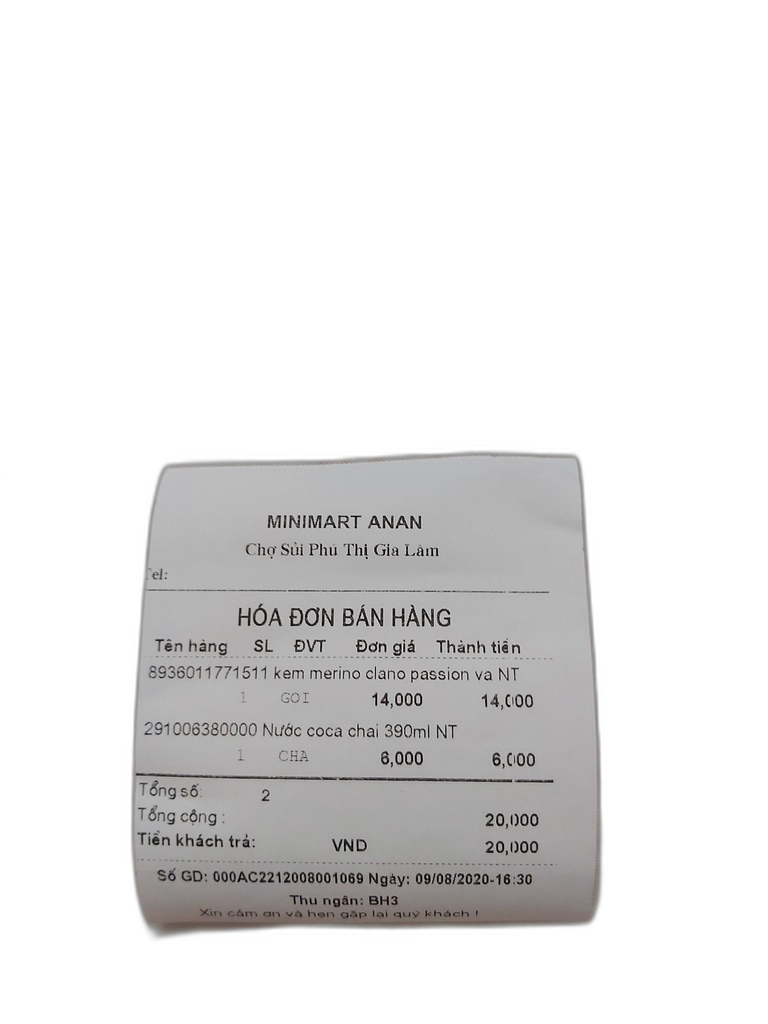 MINIMART ANAN
Chợ Sủi Phú Thị Gia Lâm
Tel:
HÓA ĐƠN BÁN HÀNG
Tên hàng SL ĐVT Đơn giá Thành tiền
8936011771511 kem merino clano passion va NT
1 GOI 14,000 14,000
291006380000 Nước coca chai 390ml NT
1 CHA 6,000 6,000
Tổng số: 2
Tổng cộng : 20,000
Tiền khách trả: VND 20,000
Số GD: 000AC2212008001069 Ngày: 09/08/2020-16:30
Thu ngân: BH3
Xin cảm ơn và hẹn gặp lại quý khách !